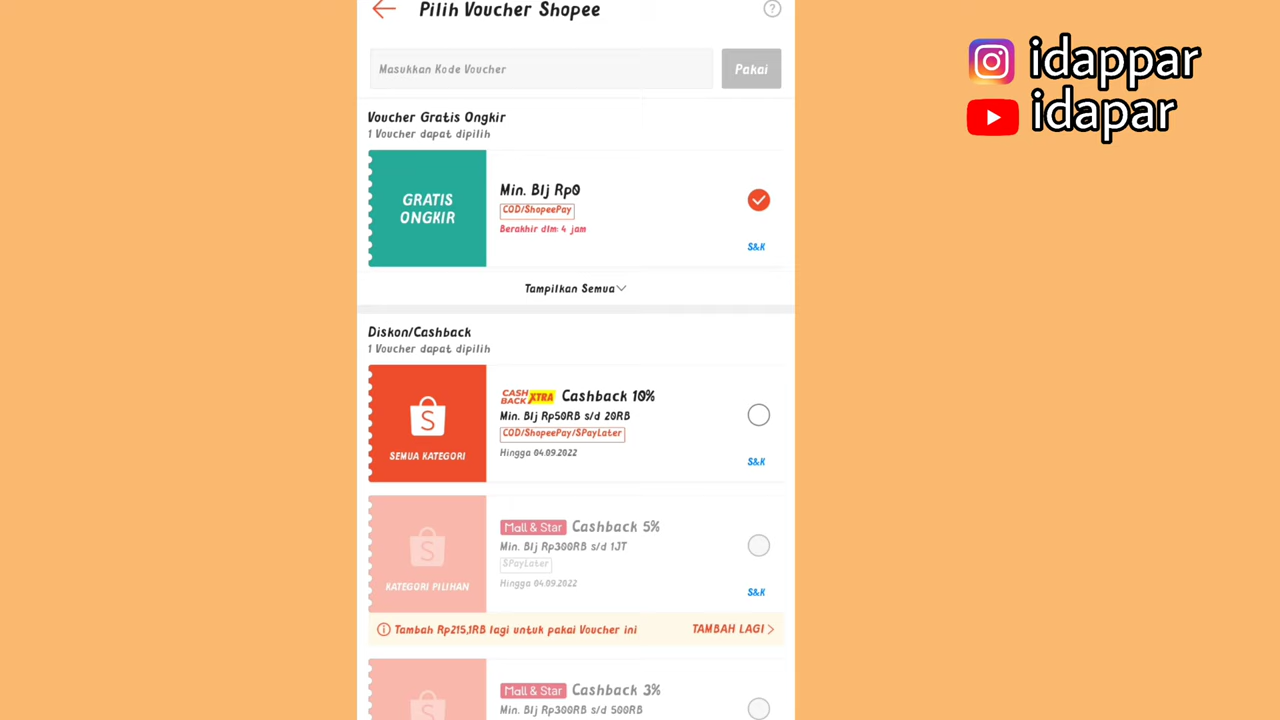 Pilih Voucher Shopee
?
idappar
idapar
Masukkan Kode Voucher
Pakai
Voucher Gratis Ongkir
1 Voucher dapat dipilih
GRATIS
ONGKIR
Min. Blj Rp0
COD/ShopeePay
Berakhir dlm: 4 jam
S&K
Tampilkan Semua
Diskon/Cashback
1 Voucher dapat dipilih
S
SEMUA KATEGORI
CASH BACK XTRA Cashback 10%
Min. Blj Rp50RB s/d 20RB
COD/ShopeePay/SPayLater
Hingga 04.09.2022
S&K
S
KATEGORI PILIHAN
Mall & Star Cashback 5%
Min. Blj Rp300RB s/d 1JT
SPayLater
Hingga 04.09.2022
S&K
Tambah Rp215,1RB lagi untuk pakai Voucher ini
TAMBAH LAGI
S
Mall & Star Cashback 3%
Min. Blj Rp300RB s/d 500RB